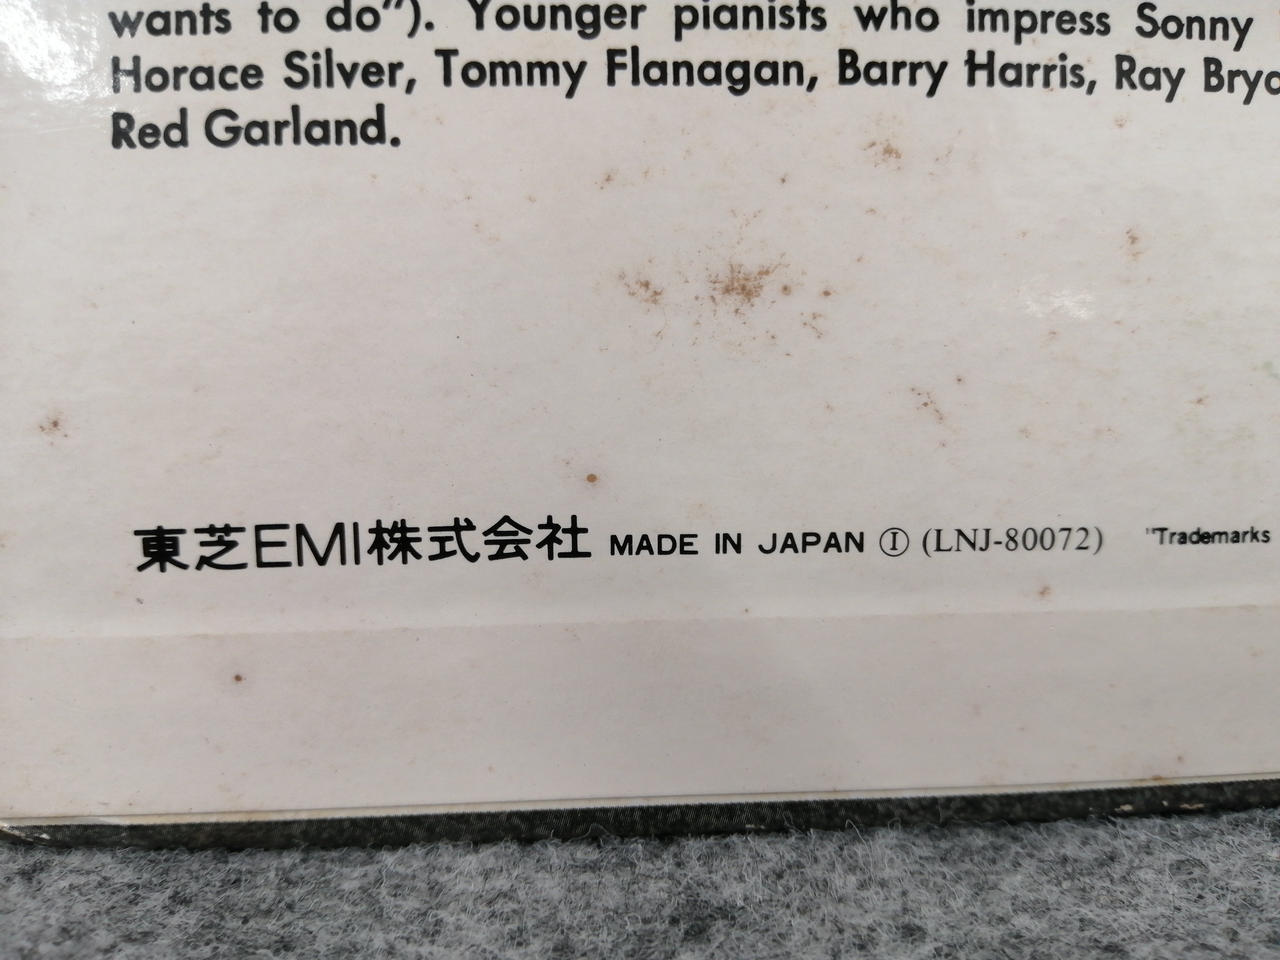 wants to do"). Younger pianists who impress Sonny
Horace Silver, Tommy Flanagan, Barry Harris, Ray
Red Garland.
東芝EMI株式会社 MADE IN JAPAN Ⓘ (LNJ-80072) "Trademarks